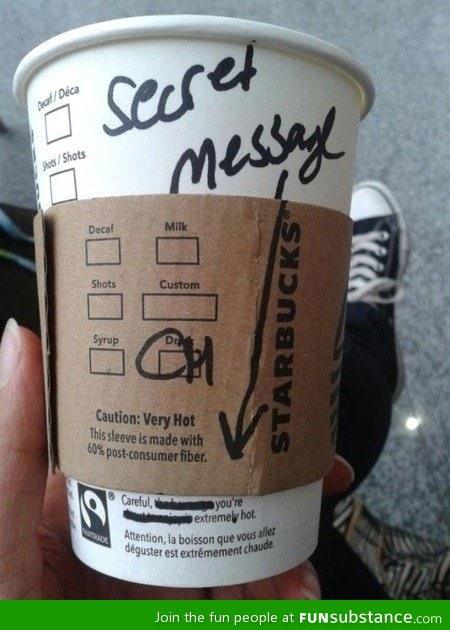 secret
message
Decaf / Déca
Shots / Shots
Decaf
Milk
Shots
Custom
Syrup
CH
STARBUCKS®
Caution: Very Hot
This sleeve is made with
60% post-consumer fiber.
FAIRTRADE
®
Careful, you're
extremely hot.
Attention, la boisson que vous allez
déguster est extrêmement chaude.
Join the fun people at FUNsubstance.com